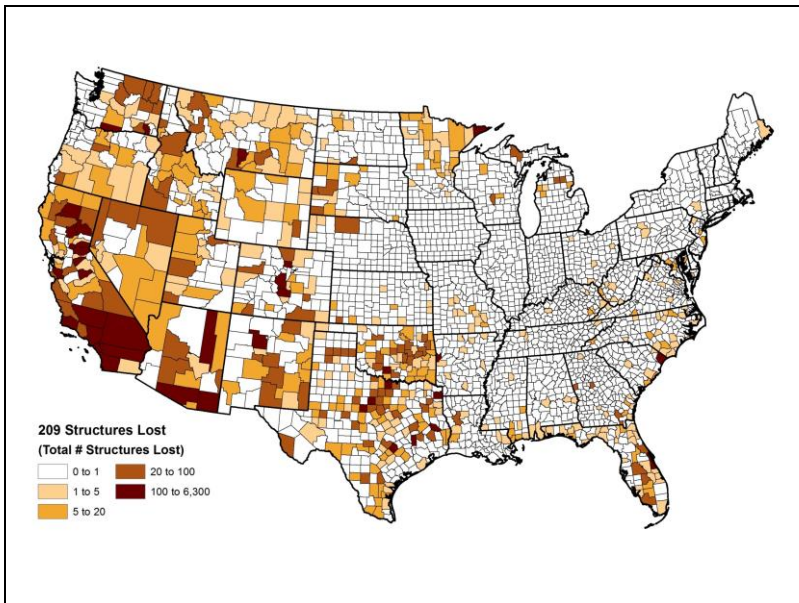 209 Structures Lost
(Total # Structures Lost)
0 to 1
20 to 100
1 to 5
100 to 6,300
5 to 20